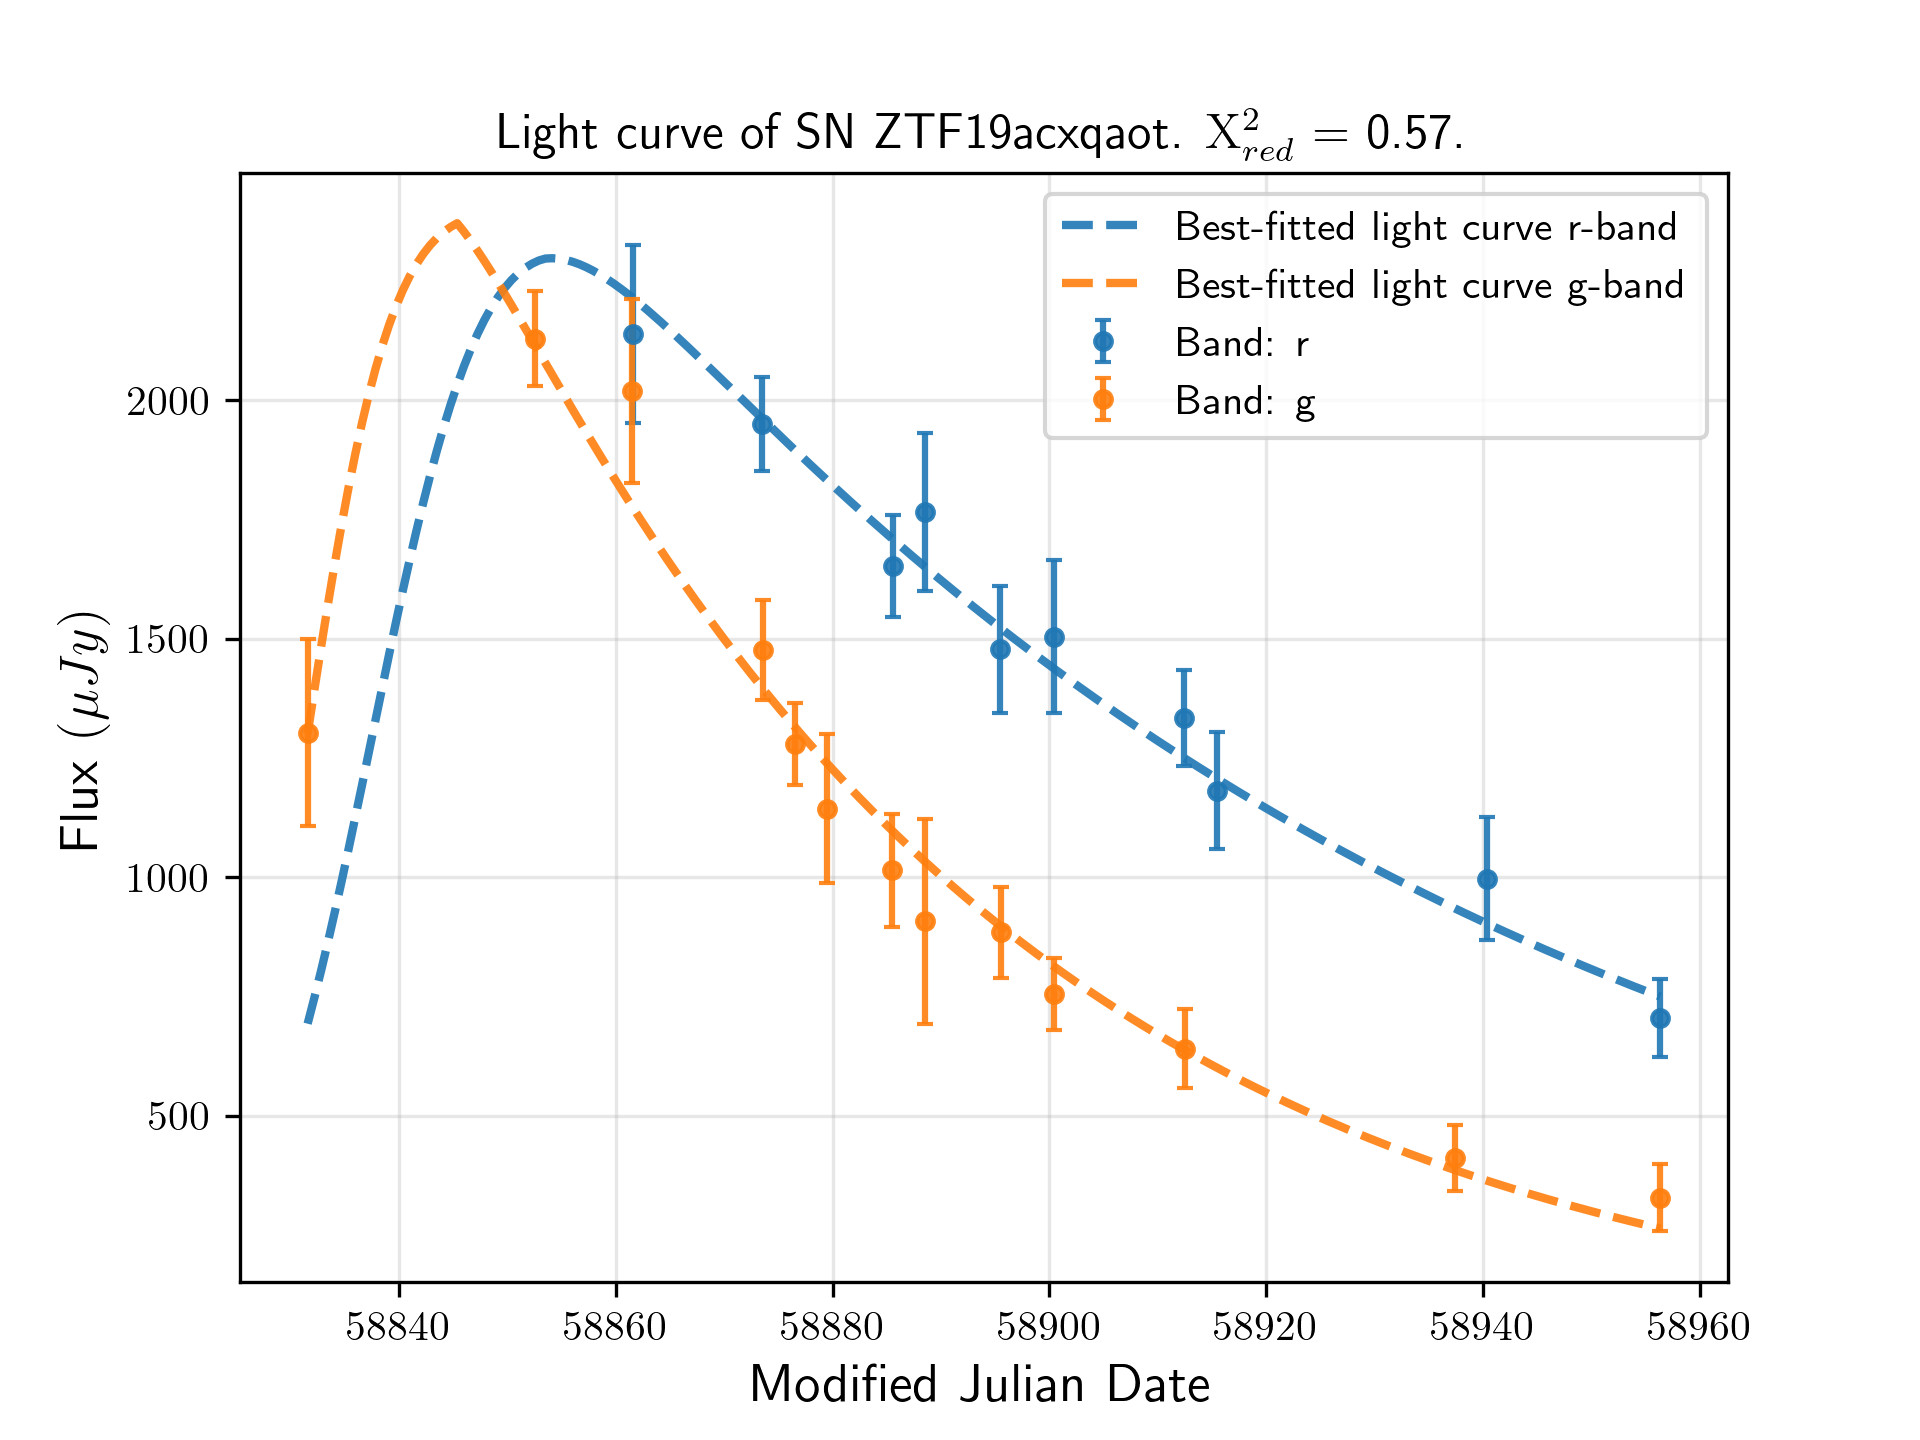 Light curve of SN ZTF19acxqaot. X²_red = 0.57.
Best-fitted light curve r-band
Best-fitted light curve g-band
Band: r
Band: g
Flux (μJy)
2000
1500
1000
500
58840 58860 58880 58900 58920 58940 58960
Modified Julian Date